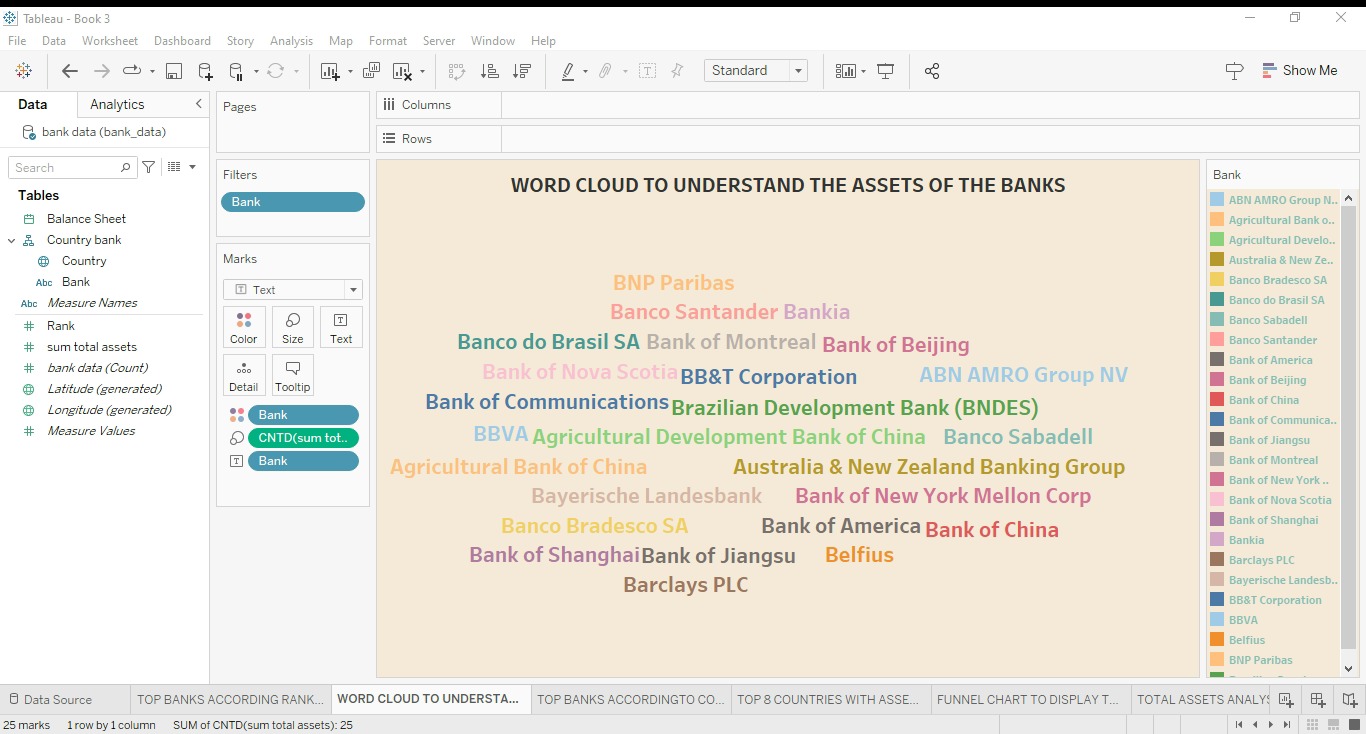 Tableau - Book 3
File Data Worksheet Dashboard Story Analysis Map Format Server Window Help
Standard
Show Me
Data Analytics
bank data (bank_data)
Search
Tables
Balance Sheet
Country bank
Country
Abc Bank
Abc Measure Names
Rank
sum total assets
bank data (Count)
Latitude (generated)
Longitude (generated)
Measure Values
Pages
Filters
Bank
Marks
Text
Color Size Text
Detail Tooltip
Bank
CNTD(sum tot..
Bank
Columns
Rows
WORD CLOUD TO UNDERSTAND THE ASSETS OF THE BANKS
BNP Paribas
Banco Santander Bankia
Banco do Brasil SA Bank of Montreal Bank of Beijing
Bank of Nova Scotia BB&T Corporation ABN AMRO Group NV
Bank of Communications Brazilian Development Bank (BNDES)
BBVA Agricultural Development Bank of China Banco Sabadell
Agricultural Bank of China Australia & New Zealand Banking Group
Bayerische Landesbank Bank of New York Mellon Corp
Banco Bradesco SA Bank of America Bank of China
Bank of Shanghai Bank of Jiangsu Belfius
Barclays PLC
Bank
ABN AMRO Group N..
Agricultural Bank o..
Agricultural Develo..
Australia & New Ze..
Banco Bradesco SA
Banco do Brasil SA
Banco Sabadell
Banco Santander
Bank of America
Bank of Beijing
Bank of China
Bank of Communica..
Bank of Jiangsu
Bank of Montreal
Bank of New York ..
Bank of Nova Scotia
Bank of Shanghai
Bankia
Barclays PLC
Bayerische Landesb..
BB&T Corporation
BBVA
Belfius
BNP Paribas
Data Source TOP BANKS ACCORDING RANK... WORD CLOUD TO UNDERSTA... TOP BANKS ACCORDINGTO CO... TOP 8 COUNTRIES WITH ASSE... FUNNEL CHART TO DISPLAY T... TOTAL ASSETS ANALYS
25 marks 1 row by 1 column SUM of CNTD(sum total assets): 25